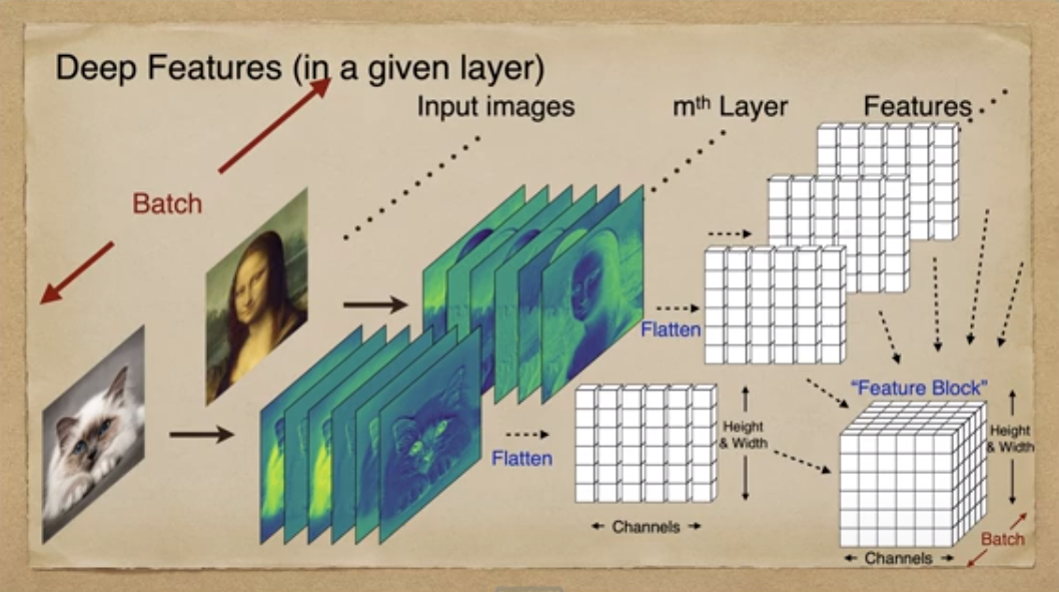 Deep Features (in a given layer)
Input images
mth Layer
Features
Batch
Flatten
Flatten
Height
& Width
Channels
"Feature Block"
Height
& Width
Channels
Batch